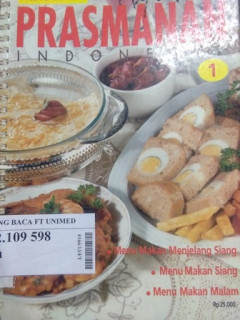 PRASMANAN
INDONESIA
1
NG BACA FT UNIMED
2.109 598
Menu Makan Menjelang Siang
• Menu Makan Siang
• Menu Makan Malam
Rp 25.000,-